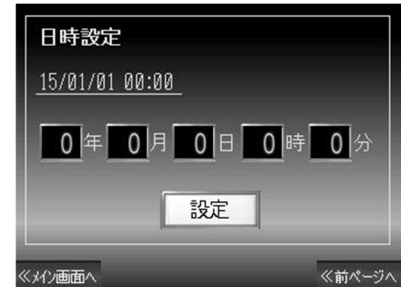 日時設定
15/01/01 00:00
0年 0月 0日 0時 0分
設定
≪メイン画面へ ≪前ページへ